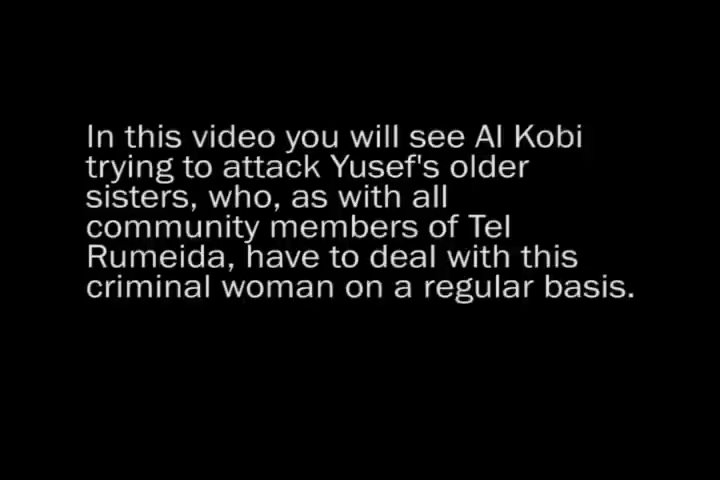 In this video you will see Al Kobi
trying to attack Yusef's older
sisters, who, as with all
community members of Tel
Rumeida, have to deal with this
criminal woman on a regular basis.